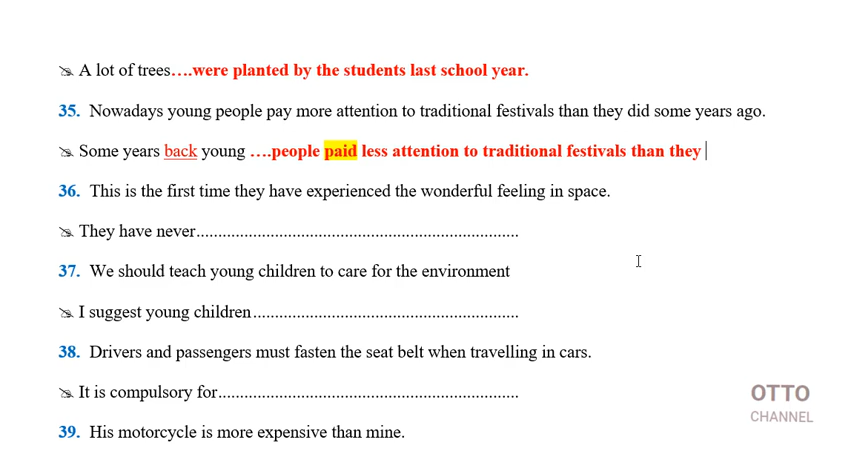 A lot of trees….were planted by the students last school year.
35. Nowadays young people pay more attention to traditional festivals than they did some years ago.
Some years back young ….people paid less attention to traditional festivals than they
36. This is the first time they have experienced the wonderful feeling in space.
They have never..........................................................................
37. We should teach young children to care for the environment
I suggest young children.............................................................
38. Drivers and passengers must fasten the seat belt when travelling in cars.
It is compulsory for.....................................................................
39. His motorcycle is more expensive than mine.
OTTO
CHANNEL